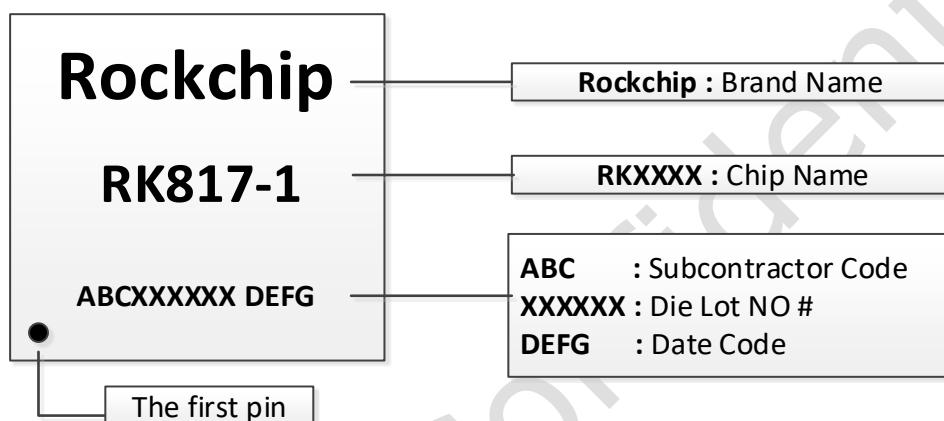 Rockchip
RK817-1
ABCXXXXXX DEFG
The first pin
Rockchip : Brand Name
RKXXXX : Chip Name
ABC : Subcontractor Code
XXXXXX : Die Lot NO #
DEFG : Date Code